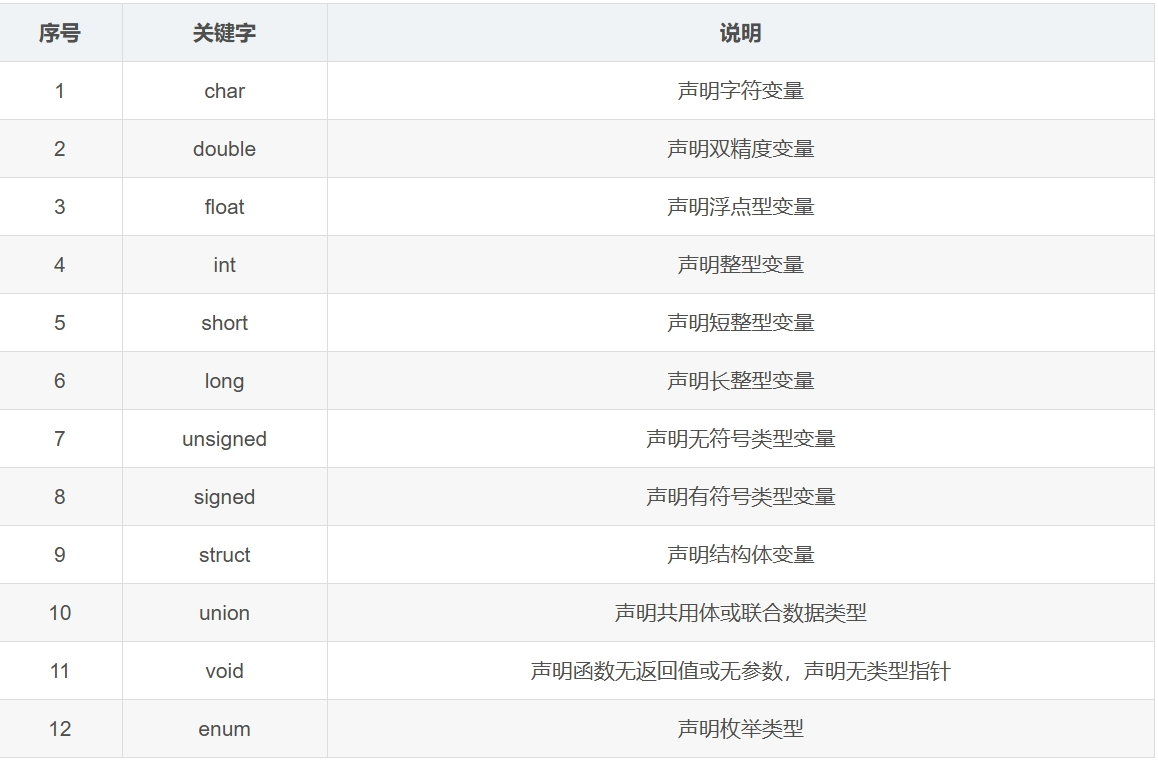 序号 关键字 说明
1 char 声明字符变量
2 double 声明双精度变量
3 float 声明浮点型变量
4 int 声明整型变量
5 short 声明短整型变量
6 long 声明长整型变量
7 unsigned 声明无符号类型变量
8 signed 声明有符号类型变量
9 struct 声明结构体变量
10 union 声明共用体或联合数据类型
11 void 声明函数无返回值或无参数，声明无类型指针
12 enum 声明枚举类型